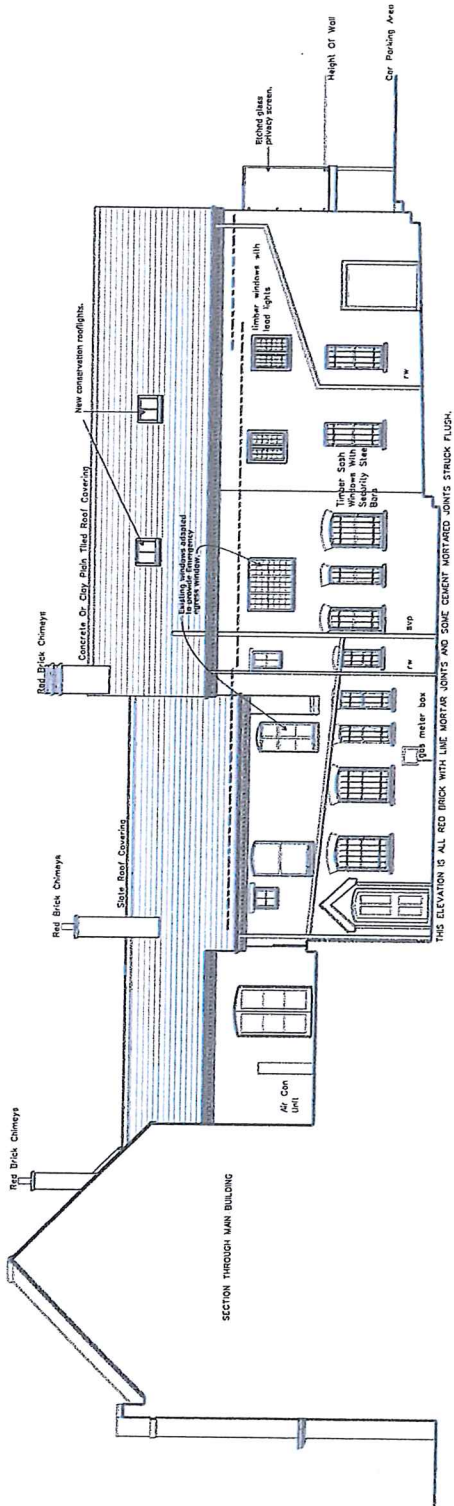 Red Brick Chimeys
Red Brick Chimeys
Slate Roof Covering
Red Brick Chimeys
Concrete Or Clay Plain Tiled Roof Covering
New conservation rooflights.
Etched glass
privacy screen.
Height Of Wall
Car Parking Area
SECTION THROUGH MAIN BUILDING
Air Con
Unit
Existing windows adapted
to provide Emergency
egress window.
timber windows with
lead lights
Timber Sash
Windows With
Security Steel
Bars
gas meter box
rw
svp
rw
THIS ELEVATION IS ALL RED BRICK WITH LIME MORTAR JOINTS AND SOME CEMENT MORTARED JOINTS STRUCK FLUSH.